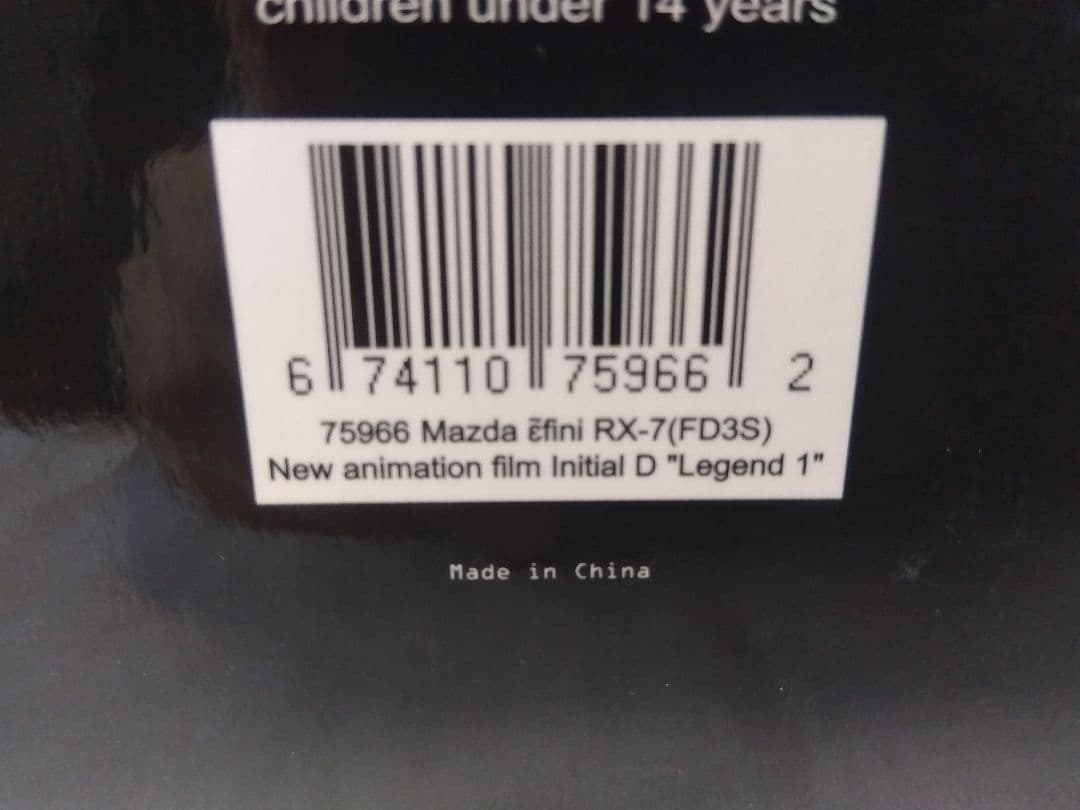 children under 14 years
6 74110 75966 2
75966 Mazda ε̃fini RX-7(FD3S)
New animation film Initial D "Legend 1"
Made in China